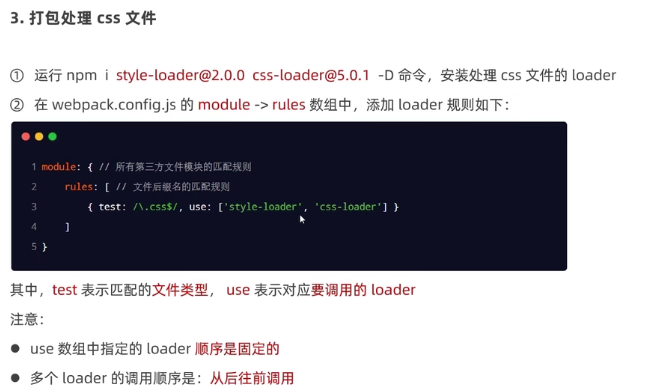 3. 打包处理 css 文件
① 运行 npm i style-loader@2.0.0 css-loader@5.0.1 -D 命令，安装处理 css 文件的 loader
② 在 webpack.config.js 的 module -> rules 数组中，添加 loader 规则如下：
1 module: { // 所有第三方文件模块的匹配规则
2 rules: [ // 文件后缀名的匹配规则
3 { test: /\.css$/, use: ['style-loader', 'css-loader'] }
4 ]
5 }
其中，test 表示匹配的文件类型， use 表示对应要调用的 loader
注意：
● use 数组中指定的 loader 顺序是固定的
● 多个 loader 的调用顺序是：从后往前调用